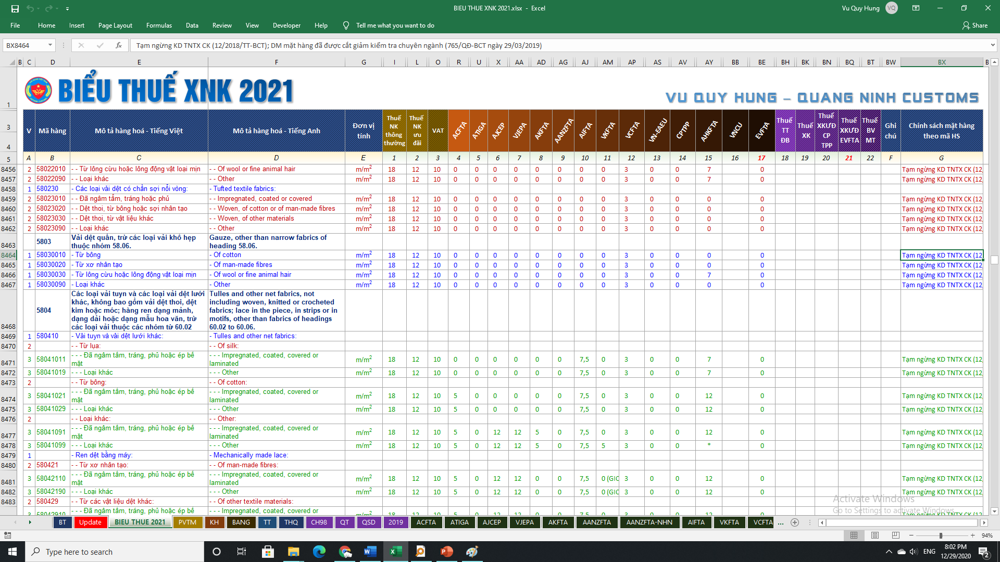 BIEU THUE XNK 2021.xlsx - Excel
Vu Quy Hung VQ
File Home Insert Page Layout Formulas Data Review View Developer Help Tell me what you want to do Share
BX8464 fx Tạm ngừng KD TNTX CK (12/2018/TT-BCT); DM mặt hàng đã được cắt giảm kiểm tra chuyên ngành (765/QĐ-BCT ngày 29/03/2019)
B C D E F G I L O R U X AA AD AG AJ AM AP AS AV AY BB BE BH BK BN BQ BT BW BX B
1 BIỂU THUẾ XNK 2021 VU QUY HUNG – QUANG NINH CUSTOMS
3
4
V Mã hàng Mô tả hàng hoá - Tiếng Việt Mô tả hàng hoá - Tiếng Anh Đơn vị tính Thuế NK thông thường Thuế NK ưu đãi VAT ACFTA ATIGA AJCEP VJEPA AKFTA AANZFTA AIFTA VKFTA VCFTA VN-EAEU CPTPP AHKFTA VNCU EVFTA Thuế TT ĐB Thuế XK Thuế XKƯĐ CP TPP Thuế XKƯĐ EVFTA Thuế BV MT Ghi chú Chính sách mặt hàng theo mã HS
5 A B C D E 1 2 3 4 5 6 7 8 9 10 11 12 13 14 15 16 17 18 19 20 21 22 F G
8456 2 58022010 - - Từ lông cừu hoặc lông động vật loại mịn - - Of wool or fine animal hair m/m2 18 12 10 0 0 0 0 0 0 0 0 3 0 0 7 0 Tạm ngừng KD TNTX CK (12,
8457 2 58022090 - - Loại khác - - Other m/m2 18 12 10 0 0 0 0 0 0 0 0 3 0 0 7 0 Tạm ngừng KD TNTX CK (12,
8458 1 580230 - Các loại vải dệt có chần sợi nổi vòng: - Tufted textile fabrics:
8459 2 58023010 - - Đã ngâm tẩm, tráng hoặc phủ - - Impregnated, coated or covered m/m2 18 12 10 0 0 0 0 0 0 0 0 3 0 0 0 0 Tạm ngừng KD TNTX CK (12,
8460 2 58023020 - - Dệt thoi, từ bông hoặc sợi nhân tạo - - Woven, of cotton or of man-made fibres m/m2 18 12 10 0 0 0 0 0 0 0 0 3 0 0 0 0 Tạm ngừng KD TNTX CK (12,
8461 2 58023030 - - Dệt thoi, từ vật liệu khác - - Woven, of other materials m/m2 18 12 10 0 0 0 0 0 0 0 0 3 0 0 0 0 Tạm ngừng KD TNTX CK (12,
8462 2 58023090 - - Loại khác - - Other m/m2 18 12 10 0 0 0 0 0 0 0 0 3 0 0 0 0 Tạm ngừng KD TNTX CK (12,
8463 5803 Vải dệt quấn, trừ các loại vải khổ hẹp thuộc nhóm 58.06. Gauze, other than narrow fabrics of heading 58.06.
8464 1 58030010 - Từ bông - Of cotton m/m2 18 12 10 0 0 0 0 0 0 0 0 3 0 0 0 0 Tạm ngừng KD TNTX CK (12,
8465 1 58030020 - Từ xơ nhân tạo - Of man-made fibres m/m2 18 12 10 0 0 0 0 0 0 0 0 3 0 0 0 0 Tạm ngừng KD TNTX CK (12,
8466 1 58030030 - Từ lông cừu hoặc lông động vật loại mịn - Of wool or fine animal hair m/m2 18 12 10 0 0 0 0 0 0 0 0 3 0 0 7 0 Tạm ngừng KD TNTX CK (12,
8467 1 58030090 - Loại khác - Other m/m2 18 12 10 0 0 0 0 0 0 0 0 3 0 0 0 0 Tạm ngừng KD TNTX CK (12,
8468 5804 Các loại vải tuyn và các loại vải dệt lưới khác, không bao gồm vải dệt thoi, dệt kim hoặc móc; hàng ren dạng mảnh, dạng dải hoặc dạng mẫu hoa văn, trừ các loại vải thuộc các nhóm từ 60.02 Tulles and other net fabrics, not including woven, knitted or crocheted fabrics; lace in the piece, in strips or in motifs, other than fabrics of headings 60.02 to 60.06.
8469 1 580410 - Vải tuyn và vải dệt lưới khác: - Tulles and other net fabrics:
8470 2 - - Từ lụa: - - Of silk:
8471 3 58041011 - - - Đã ngâm tẩm, tráng, phủ hoặc ép bề mặt - - - Impregnated, coated, covered or laminated m/m2 18 12 10 0 0 0 0 0 0 7,5 0 3 0 0 7 0 Tạm ngừng KD TNTX CK (12,
8472 3 58041019 - - - Loại khác - - - Other m/m2 18 12 10 0 0 0 0 0 0 7,5 0 3 0 0 7 0 Tạm ngừng KD TNTX CK (12,
8473 2 - - Từ bông: - - Of cotton:
8474 3 58041021 - - - Đã ngâm tẩm, tráng, phủ hoặc ép bề mặt - - - Impregnated, coated, covered or laminated m/m2 18 12 10 5 0 0 0 0 0 7,5 0 3 0 0 12 0 Tạm ngừng KD TNTX CK (12,
8475 3 58041029 - - - Loại khác - - - Other m/m2 18 12 10 5 0 0 0 0 0 7,5 0 3 0 0 12 0 Tạm ngừng KD TNTX CK (12,
8476 2 - - Loại khác: - - Other:
8477 3 58041091 - - - Đã ngâm tẩm, tráng, phủ hoặc ép bề mặt - - - Impregnated, coated, covered or laminated m/m2 18 12 10 5 0 12 12 5 0 7,5 0 3 0 0 12 0 Tạm ngừng KD TNTX CK (12,
8478 3 58041099 - - - Loại khác - - - Other m/m2 18 12 10 5 0 12 12 5 0 7,5 5 3 0 0 * 0 Tạm ngừng KD TNTX CK (12,
8479 1 - Ren dệt bằng máy: - Mechanically made lace:
8480 2 580421 - - Từ xơ nhân tạo: - - Of man-made fibres:
8481 3 58042110 - - - Đã ngâm tẩm, tráng, phủ hoặc ép bề mặt - - - Impregnated, coated, covered or laminated m/m2 18 12 10 5 0 12 12 0 0 7,5 0 (GIC 3 0 0 12 0 Tạm ngừng KD TNTX CK (12,
8482 3 58042190 - - - Loại khác - - - Other m/m2 18 12 10 5 0 12 12 0 0 7,5 0 (GIC 3 0 0 12 0 Tạm ngừng KD TNTX CK (12,
8483 2 580429 - - Từ các vật liệu dệt khác: - - Of other textile materials:
3 58042910 - - - Đã ngâm tẩm, tráng, phủ hoặc ép bề - - - Impregnated, coated, covered or
Activate Windows
Go to Settings to activate Windows.
BT Update BIEU THUE 2021 PVTM KH BANG TT THQ CH98 QT QSD 2019 ACFTA ATIGA AJCEP VJEPA AKFTA AANZFTA AANZFTA-NHN AIFTA VKFTA VCFTA ...
94%
Type here to search
ENG 8:02 PM
12/29/2020 2